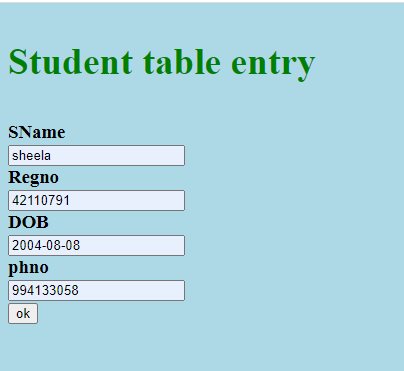 Student table entry
SName
sheela
Regno
42110791
DOB
2004-08-08
phno
994133058
ok